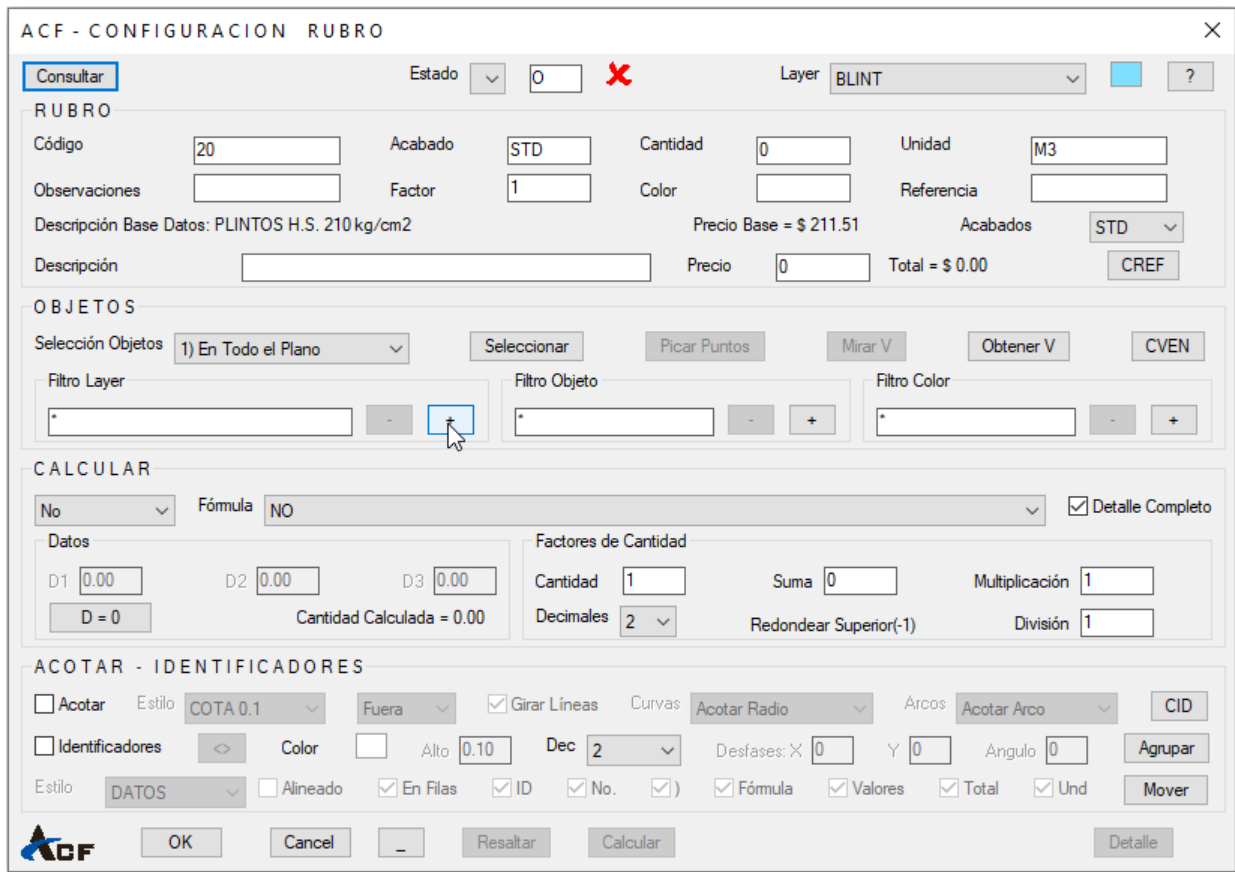 ACF - CONFIGURACION RUBRO
Consultar Estado O Layer BLINT ?
RUBRO
Código 20 Acabado STD Cantidad 0 Unidad M3
Observaciones Factor 1 Color Referencia
Descripción Base Datos: PLINTOS H.S. 210 kg/cm2 Precio Base = $ 211.51 Acabados STD
Descripción Precio 0 Total = $ 0.00 CREF
OBJETOS
Selección Objetos 1) En Todo el Plano Seleccionar Picar Puntos Mirar V Obtener V CVEN
Filtro Layer Filtro Objeto Filtro Color
* - + * - + * - +
CALCULAR
No Fórmula NO Detalle Completo
Datos Factores de Cantidad
D1 0.00 D2 0.00 D3 0.00 Cantidad 1 Suma 0 Multiplicación 1
D = 0 Cantidad Calculada = 0.00 Decimales 2 Redondear Superior(-1) División 1
ACOTAR - IDENTIFICADORES
Acotar Estilo COTA 0.1 Fuera Girar Líneas Curvas Acotar Radio Arcos Acotar Arco CID
Identificadores <> Color Alto 0.10 Dec 2 Desfases: X 0 Y 0 Angulo 0 Agrupar
Estilo DATOS Alineado En Filas ID No. ) Fórmula Valores Total Und Mover
ACF OK Cancel _ Resaltar Calcular Detalle